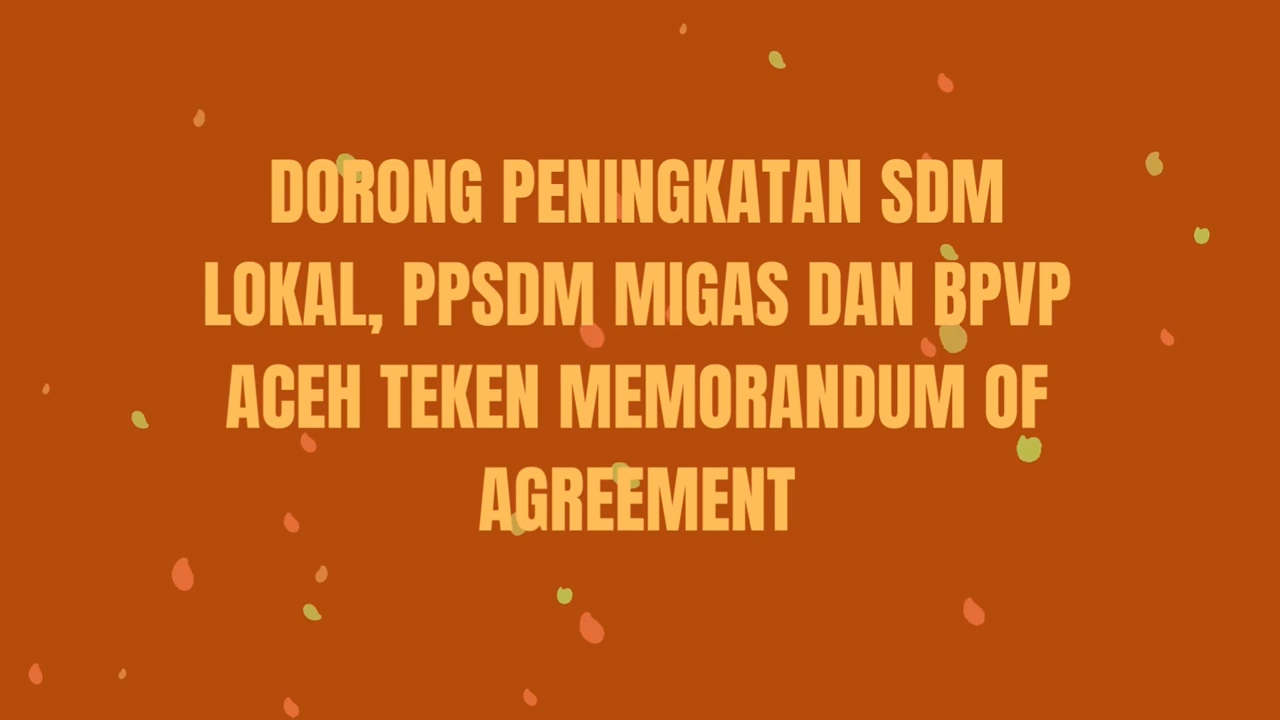 DORONG PENINGKATAN SDM
LOKAL, PPSDM MIGAS DAN BPVP
ACEH TEKEN MEMORANDUM OF
AGREEMENT